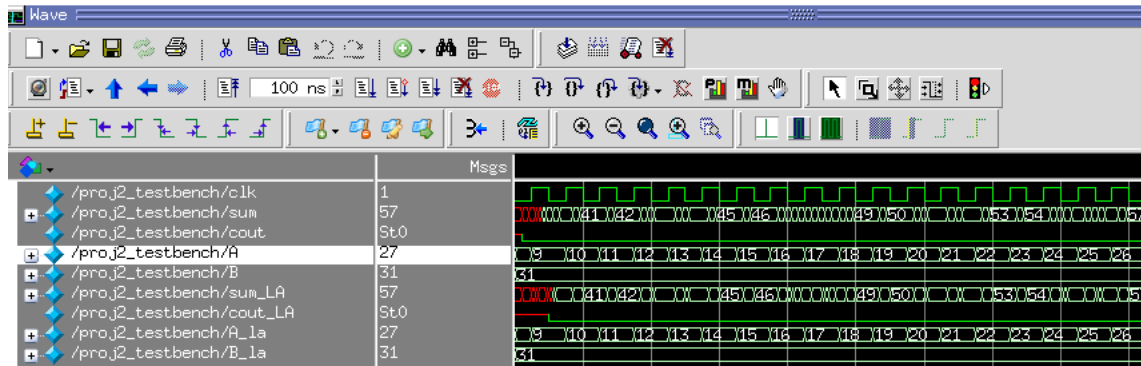 Wave
100 ns
Msgs
/proj2_testbench/clk 1
/proj2_testbench/sum 57 41 42 45 46 49 50 53 54
/proj2_testbench/cout St0
/proj2_testbench/A 27 9 10 11 12 13 14 15 16 17 18 19 20 21 22 23 24 25 26
/proj2_testbench/B 31 31
/proj2_testbench/sum_LA 57 41 42 45 46 49 50 53 54
/proj2_testbench/cout_LA St0
/proj2_testbench/A_la 27 9 10 11 12 13 14 15 16 17 18 19 20 21 22 23 24 25 26
/proj2_testbench/B_la 31 31